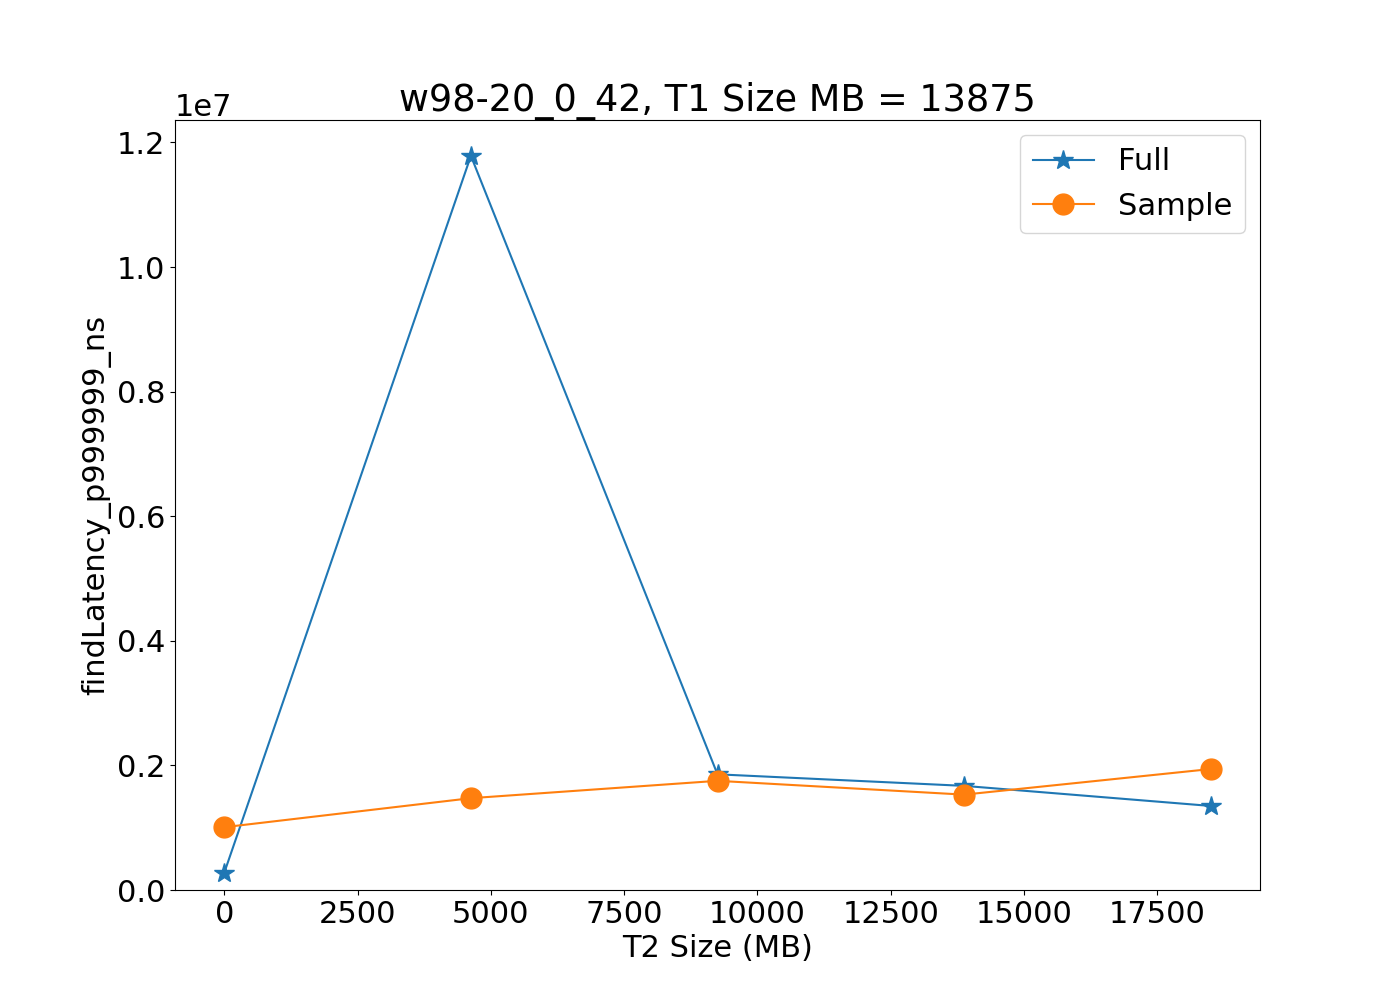 w98-20_0_42, T1 Size MB = 13875
1e7
1.2
1.0
0.8
0.6
0.4
0.2
0.0
findLatency_p999999_ns
Full
Sample
0 2500 5000 7500 10000 12500 15000 17500
T2 Size (MB)